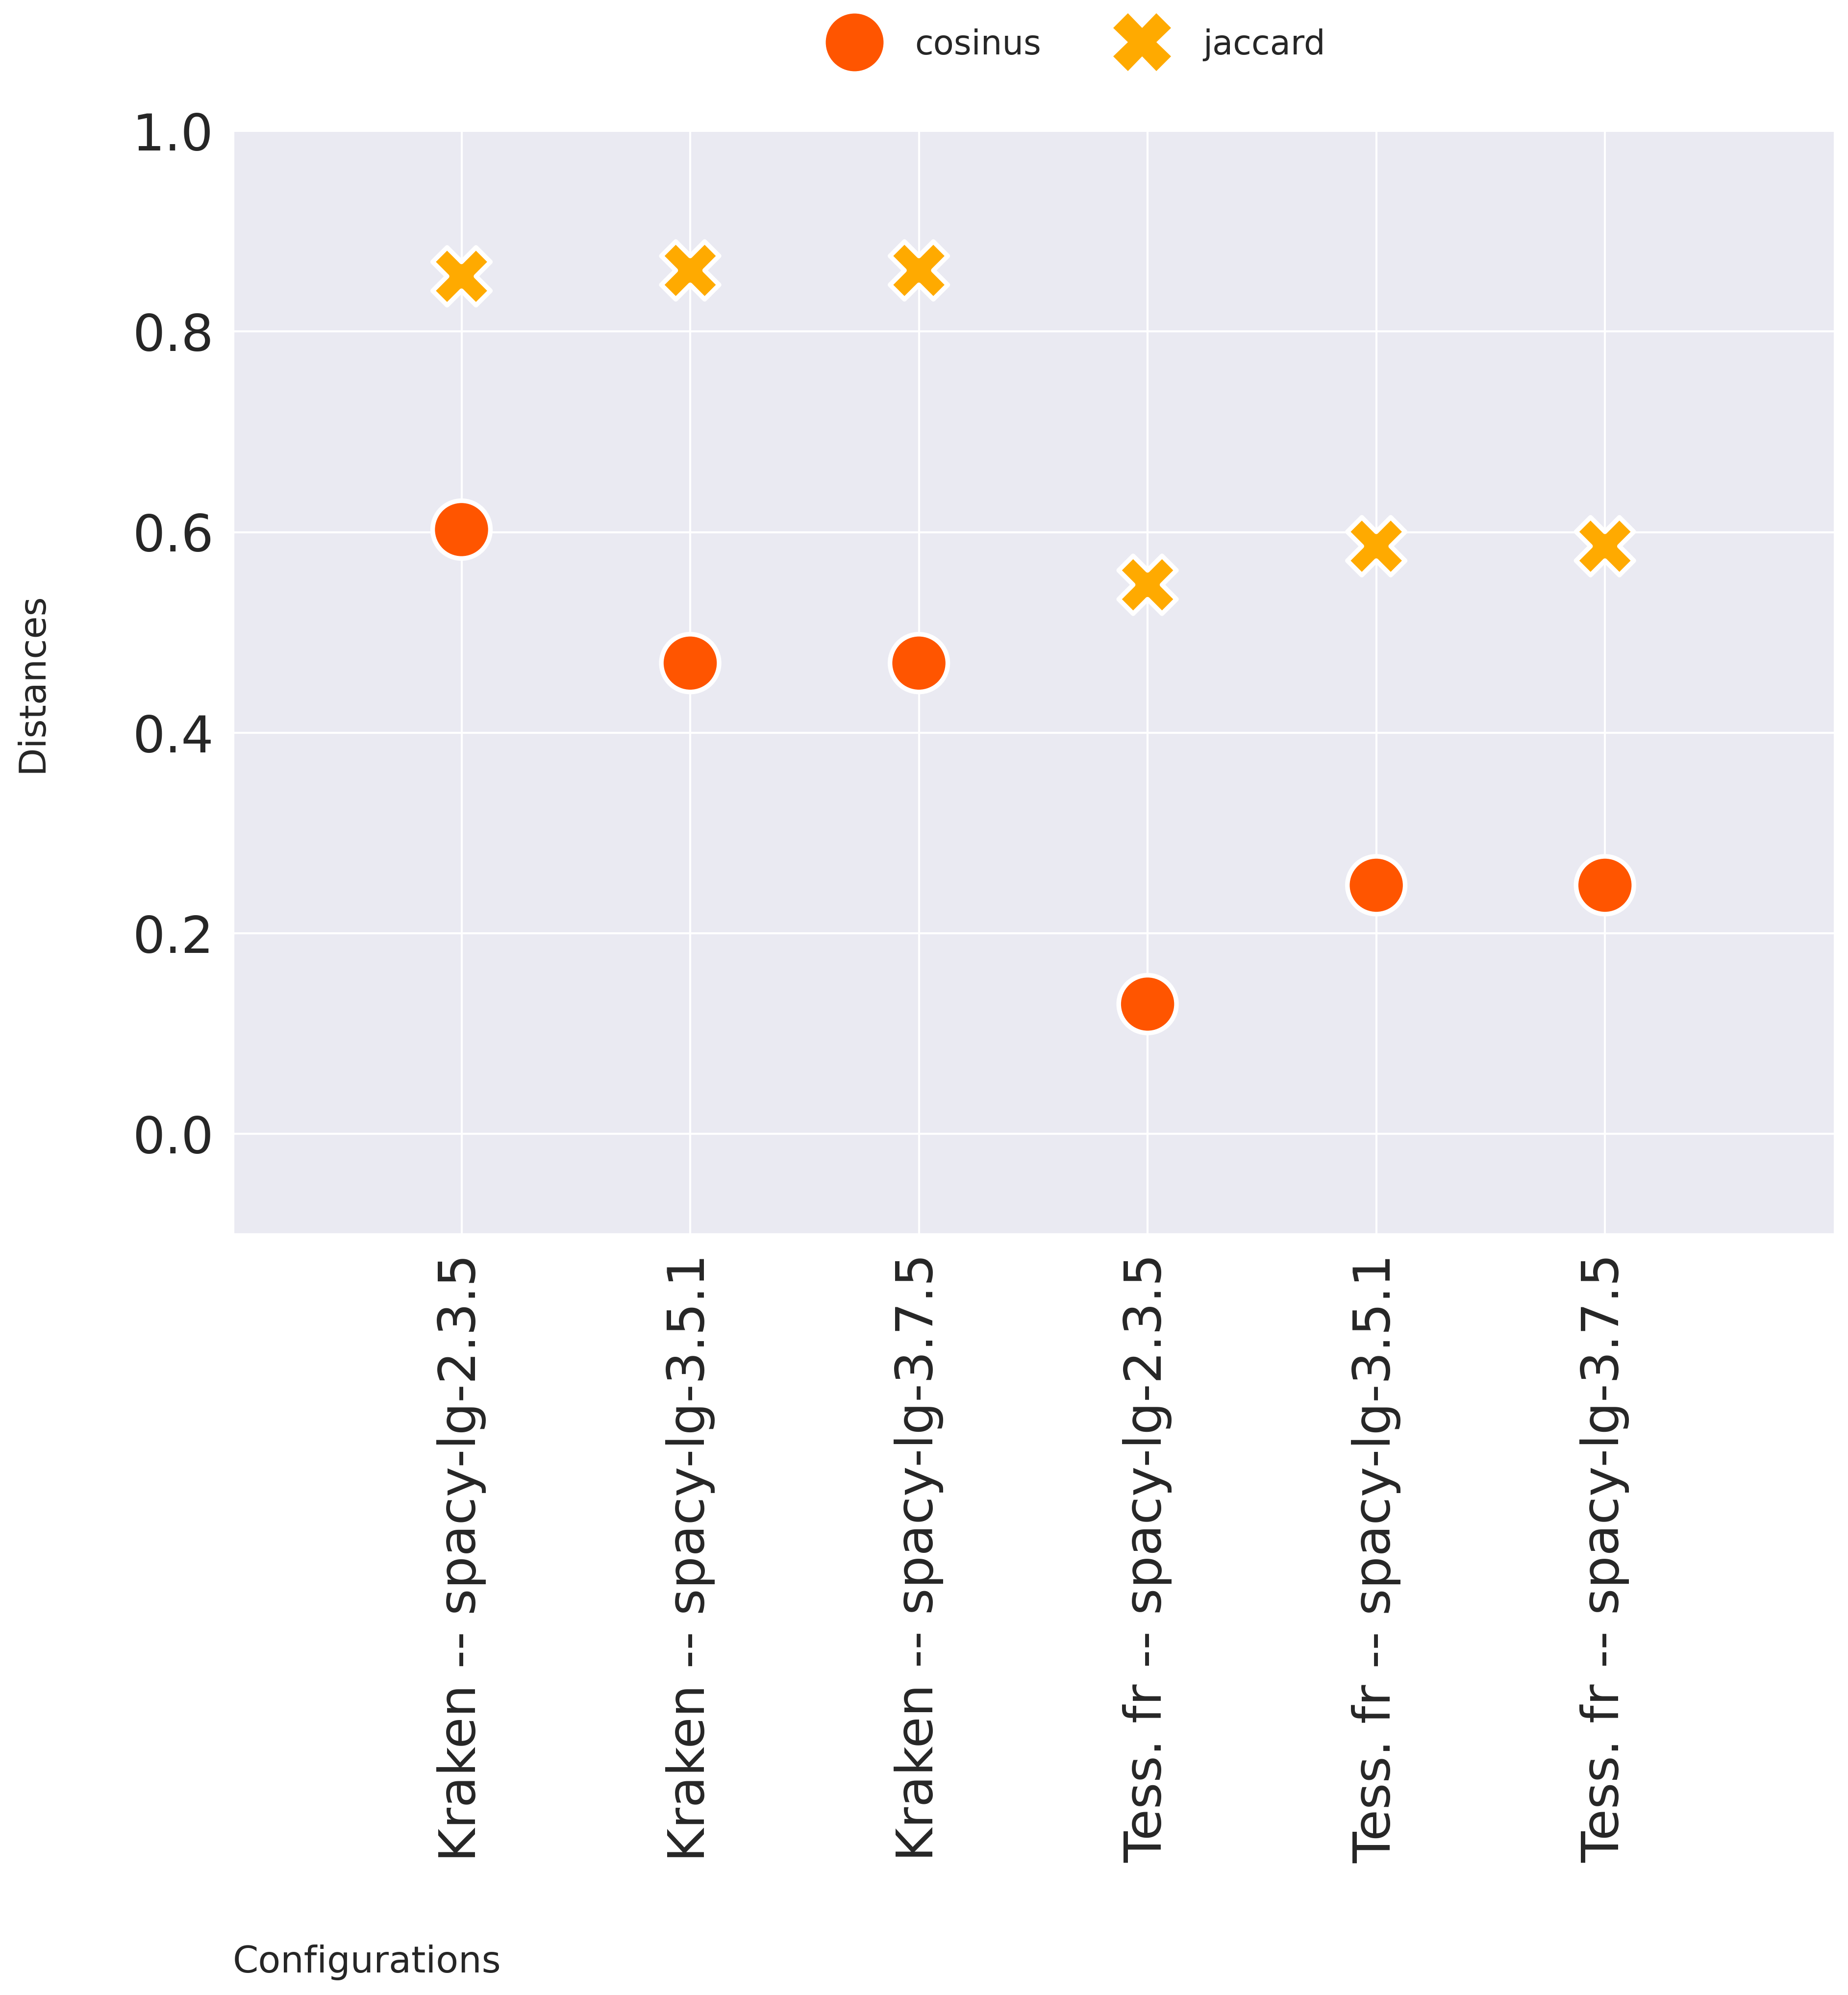 cosinus jaccard
1.0
0.8
0.6
0.4
0.2
0.0
Distances
Kraken -- spacy-lg-2.3.5
Kraken -- spacy-lg-3.5.1
Kraken -- spacy-lg-3.7.5
Tess. fr -- spacy-lg-2.3.5
Tess. fr -- spacy-lg-3.5.1
Tess. fr -- spacy-lg-3.7.5
Configurations